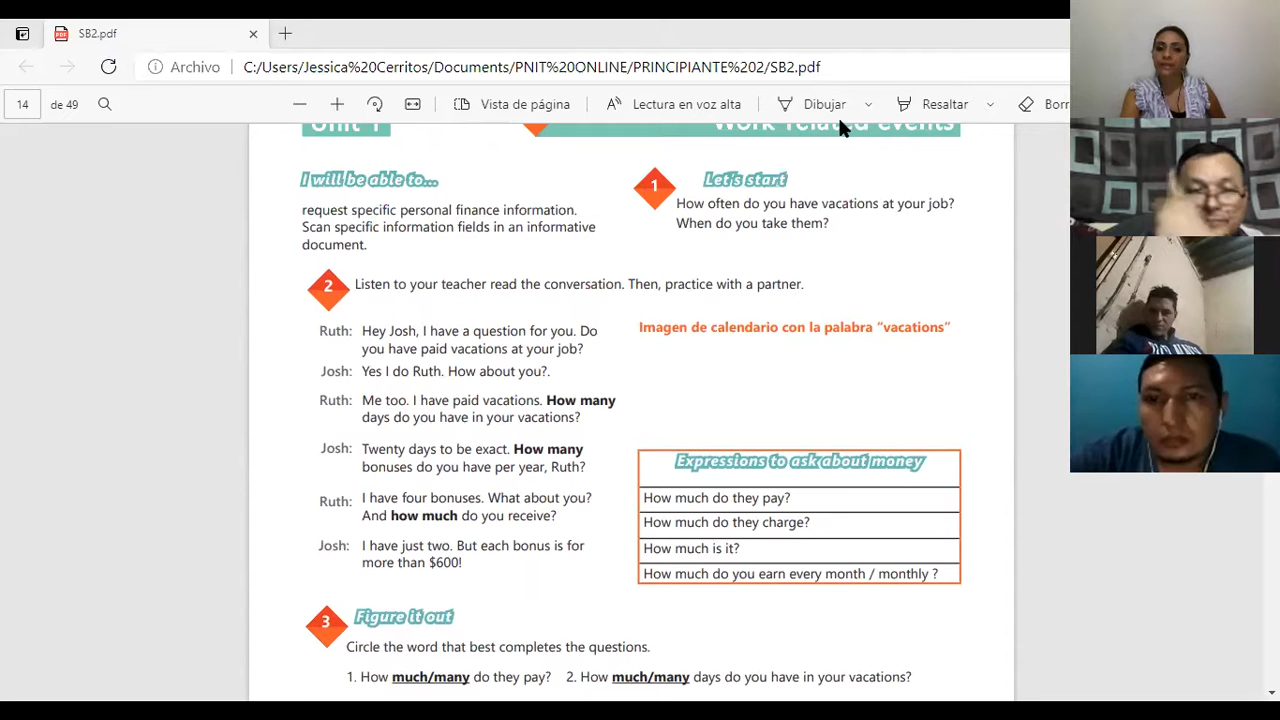 SB2.pdf
Archivo
C:/Users/Jessica%20Cerritos/Documents/PNIT%20ONLINE/PRINCIPIANTE%202/SB2.pdf
14 de 49
Vista de página
Lectura en voz alta
Dibujar
Resaltar
Borr
Unit 1
Work related events
I will be able to...
request specific personal finance information.
Scan specific information fields in an informative
document.
1 Let's start
How often do you have vacations at your job?
When do you take them?
2 Listen to your teacher read the conversation. Then, practice with a partner.
Ruth: Hey Josh, I have a question for you. Do
you have paid vacations at your job?
Josh: Yes I do Ruth. How about you?.
Ruth: Me too. I have paid vacations. How many
days do you have in your vacations?
Josh: Twenty days to be exact. How many
bonuses do you have per year, Ruth?
Ruth: I have four bonuses. What about you?
And how much do you receive?
Josh: I have just two. But each bonus is for
more than $600!
Imagen de calendario con la palabra “vacations”
Expressions to ask about money
How much do they pay?
How much do they charge?
How much is it?
How much do you earn every month / monthly ?
3 Figure it out
Circle the word that best completes the questions.
1. How much/many do they pay? 2. How much/many days do you have in your vacations?